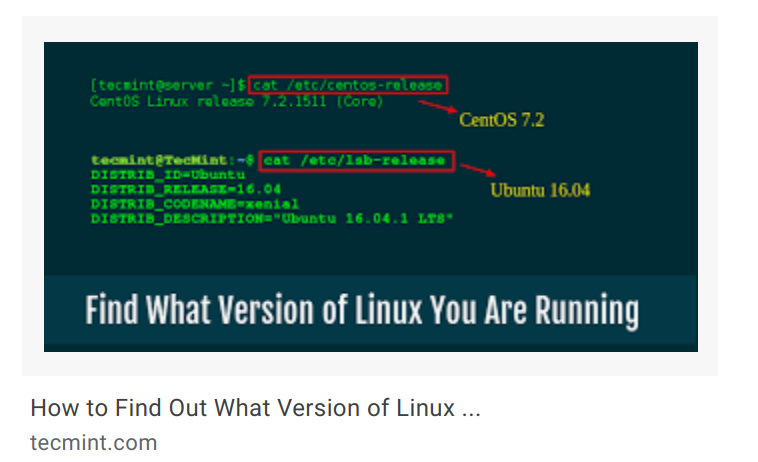 [tecmint@server ~]$ cat /etc/centos-release
CentOS Linux release 7.2.1511 (Core)
CentOS 7.2
tecmint@TecMint:~$ cat /etc/lsb-release
DISTRIB_ID=Ubuntu
Ubuntu 16.04
DISTRIB_RELEASE=16.04
DISTRIB_CODENAME=xenial
DISTRIB_DESCRIPTION="Ubuntu 16.04.1 LTS"
Find What Version of Linux You Are Running
How to Find Out What Version of Linux ...
tecmint.com